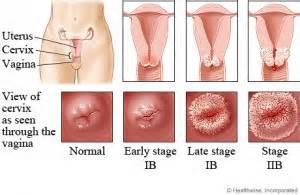 Uterus
Cervix
Vagina
View of
cervix
as seen
through the
vagina
Normal
Early stage
IB
Late stage
IB
Stage
IIB
© Healthwise, Incorporated